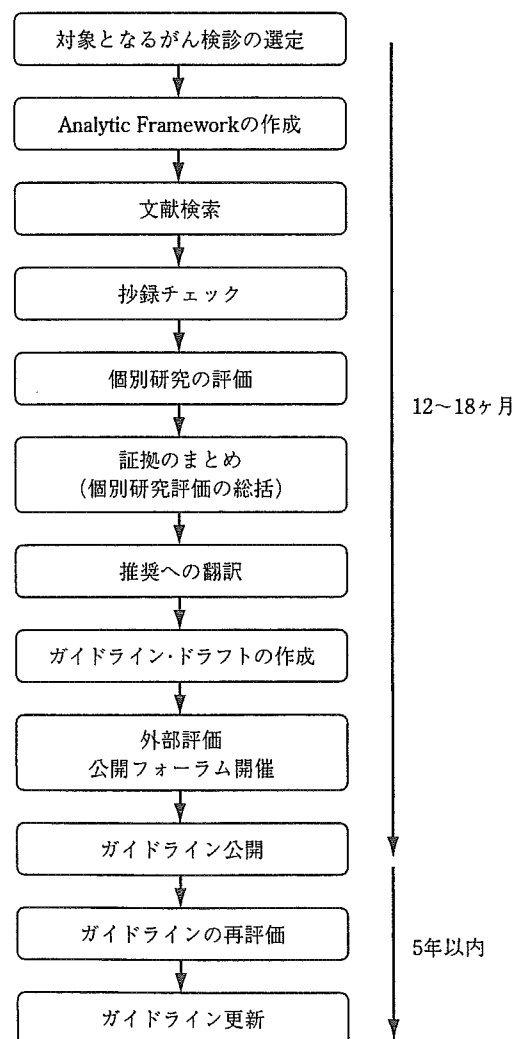 対象となるがん検診の選定
Analytic Frameworkの作成
文献検索
抄録チェック
個別研究の評価
12～18ヶ月
証拠のまとめ
(個別研究評価の総括)
推奨への翻訳
ガイドライン・ドラフトの作成
外部評価
公開フォーラム開催
ガイドライン公開
ガイドラインの再評価
5年以内
ガイドライン更新